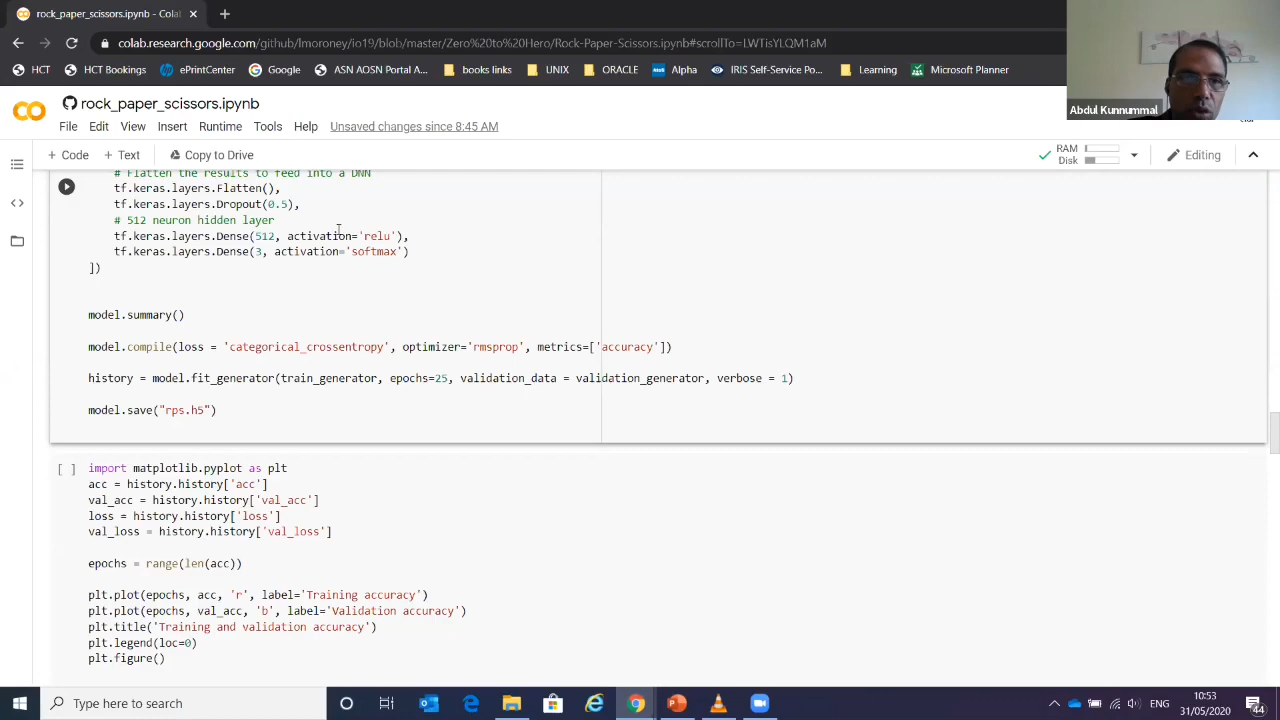 rock_paper_scissors.ipynb - Cola
colab.research.google.com/github/lmoroney/io19/blob/master/Zero%20to%20Hero/Rock-Paper-Scissors.ipynb#scrollTo=LWTisYLQM1aM
HCT
HCT Bookings
ePrintCenter
Google
ASN AOSN Portal A...
books links
UNIX
ORACLE
Alpha
IRIS Self-Service Po...
Learning
Microsoft Planner
Abdul Kunnummal
rock_paper_scissors.ipynb
File Edit View Insert Runtime Tools Help Unsaved changes since 8:45 AM
+ Code + Text Copy to Drive
RAM
Disk
Editing
# Flatten the results to feed into a DNN
tf.keras.layers.Flatten(),
tf.keras.layers.Dropout(0.5),
# 512 neuron hidden layer
tf.keras.layers.Dense(512, activation='relu'),
tf.keras.layers.Dense(3, activation='softmax')
])
model.summary()
model.compile(loss = 'categorical_crossentropy', optimizer='rmsprop', metrics=['accuracy'])
history = model.fit_generator(train_generator, epochs=25, validation_data = validation_generator, verbose = 1)
model.save("rps.h5")
[ ] import matplotlib.pyplot as plt
acc = history.history['acc']
val_acc = history.history['val_acc']
loss = history.history['loss']
val_loss = history.history['val_loss']
epochs = range(len(acc))
plt.plot(epochs, acc, 'r', label='Training accuracy')
plt.plot(epochs, val_acc, 'b', label='Validation accuracy')
plt.title('Training and validation accuracy')
plt.legend(loc=0)
plt.figure()
Type here to search
ENG
10:53
31/05/2020
44